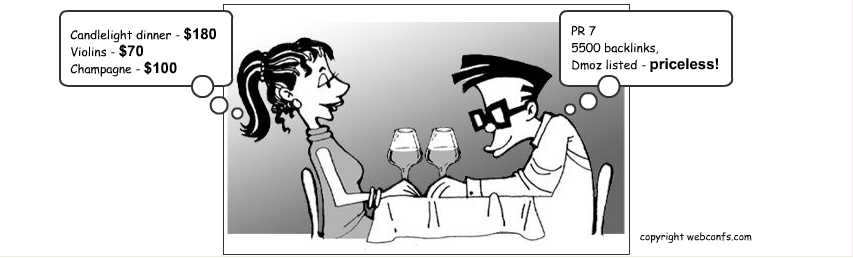 Candlelight dinner - $180
Violins - $70
Champagne - $100
PR 7
5500 backlinks,
Dmoz listed - priceless!
copyright webconfs.com